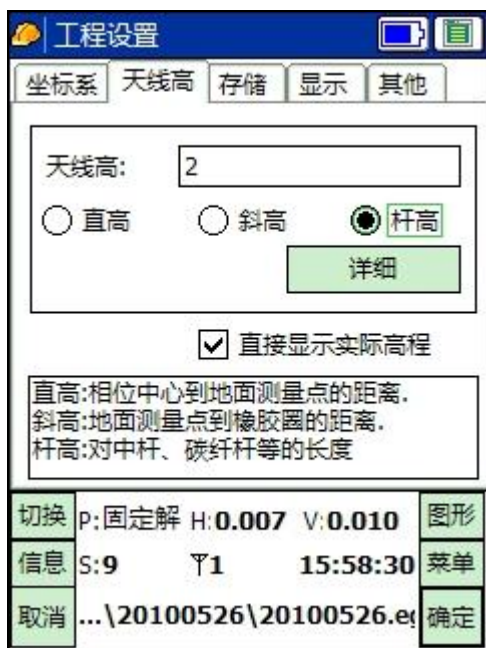 工程设置
坐标系 天线高 存储 显示 其他
天线高: 2
直高 斜高 杆高
详细
直接显示实际高程
直高:相位中心到地面测量点的距离.
斜高:地面测量点到橡胶圈的距离.
杆高:对中杆、碳纤杆等的长度
切换 P:固定解 H:0.007 V:0.010 图形
信息 S:9 1 15:58:30 菜单
取消 ...\20100526\20100526.eg 确定